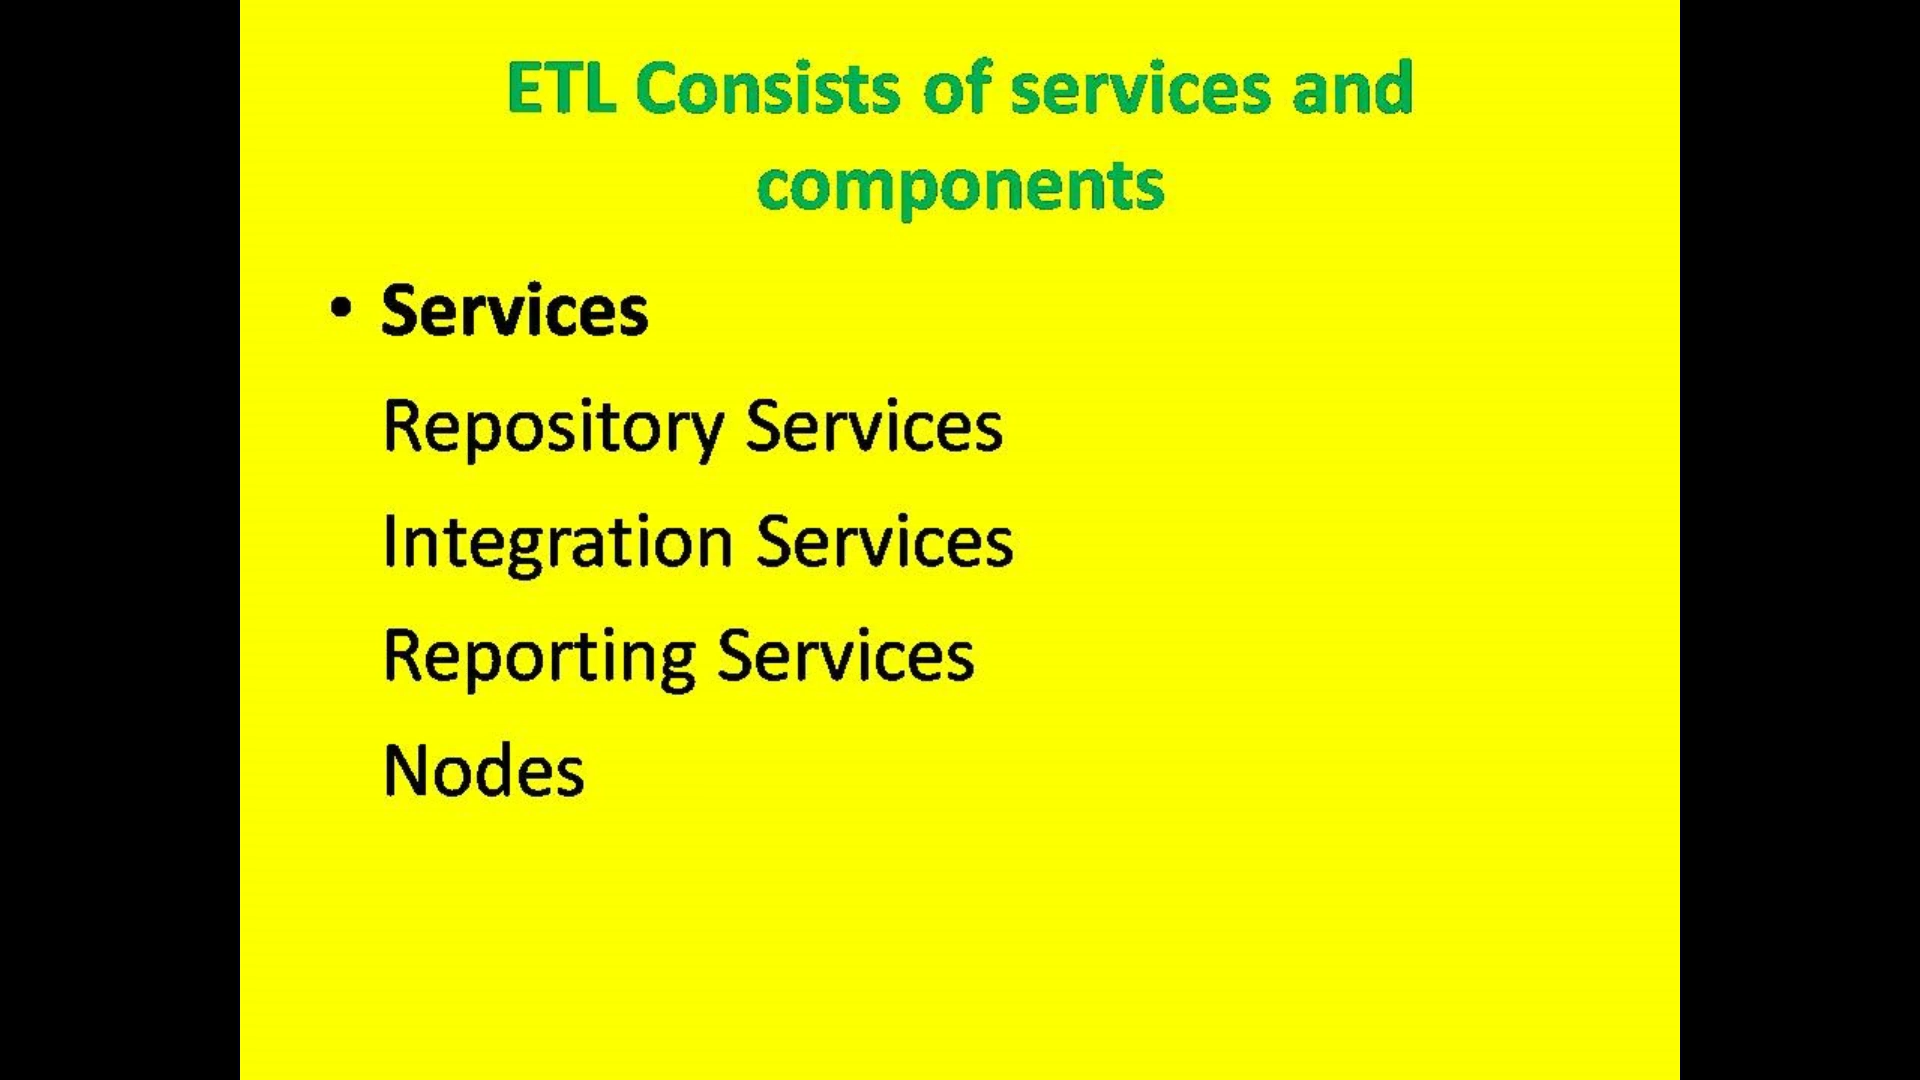 ETL Consists of services and
components
• Services
Repository Services
Integration Services
Reporting Services
Nodes